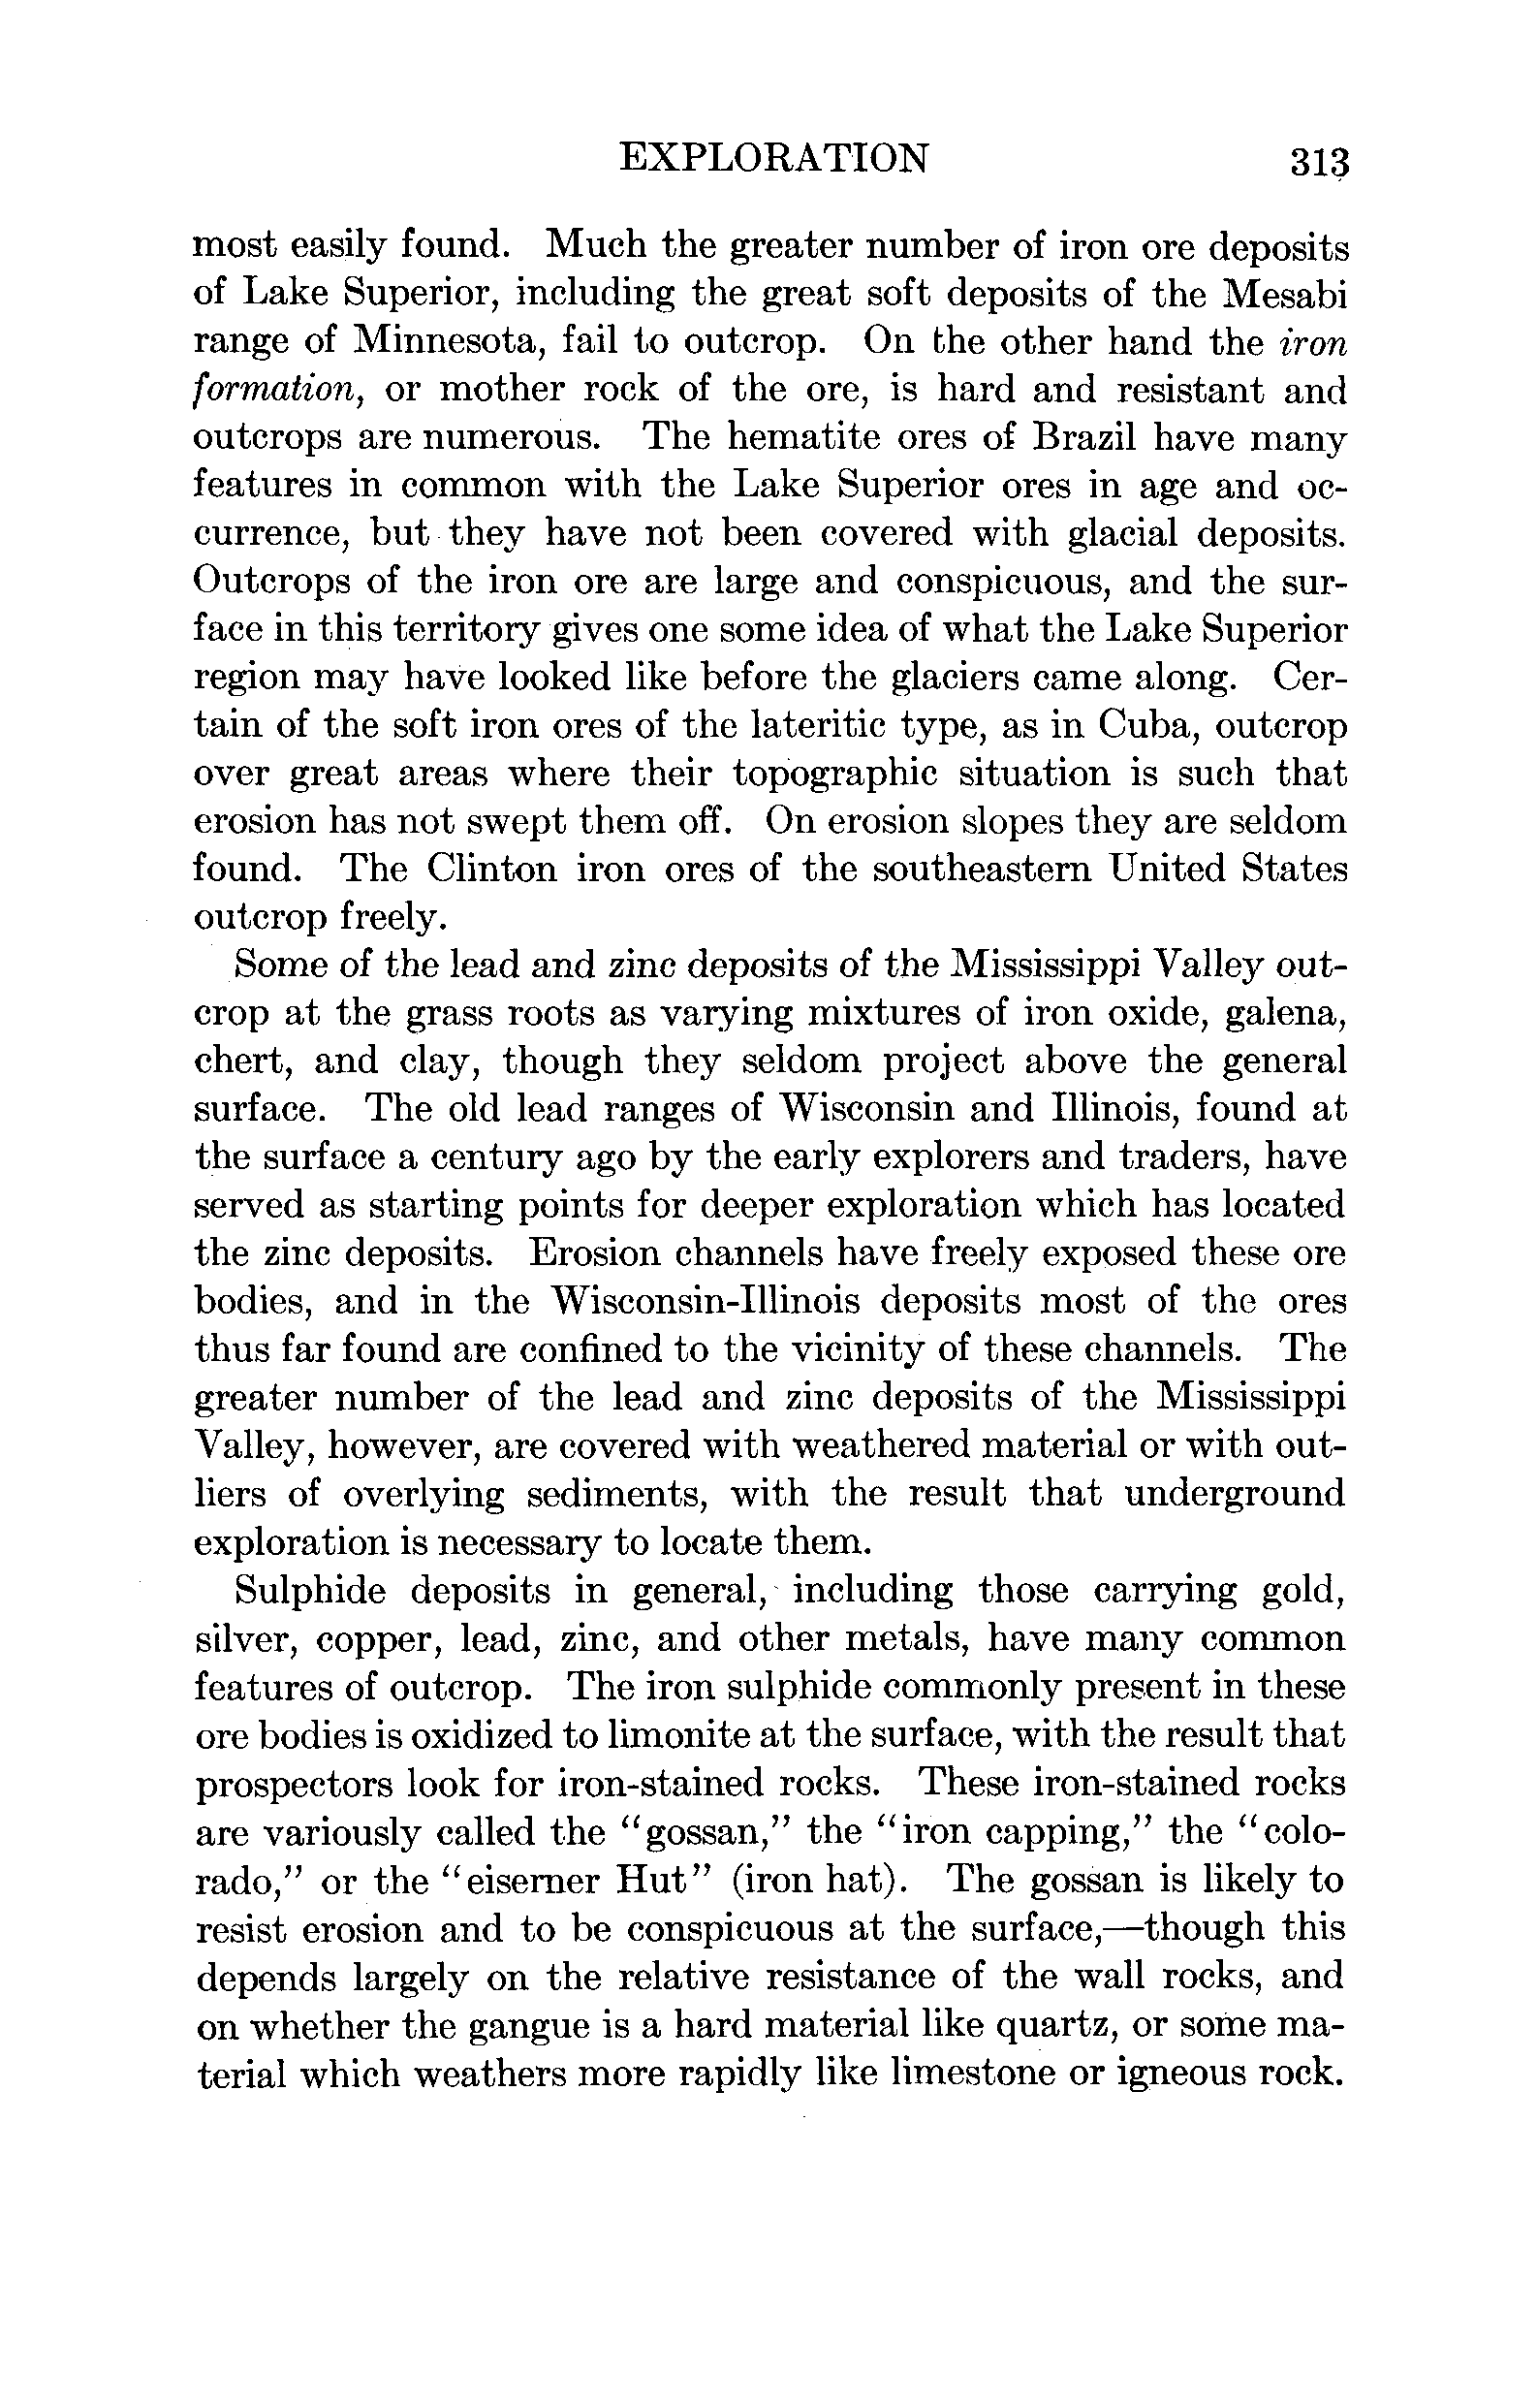 EXPLORATION 313
most easily found. Much the greater number of iron ore deposits
of Lake Superior, including the great soft deposits of the Mesabi
range of Minnesota, fail to outcrop. On the other hand the iron
formation, or mother rock of the ore, is hard and resistant and
outcrops are numerous. The hematite ores of Brazil have many
features in common with the Lake Superior ores in age and oc-
currence, but they have not been covered with glacial deposits.
Outcrops of the iron ore are large and conspicuous, and the sur-
face in this territory gives one some idea of what the Lake Superior
region may have looked like before the glaciers came along. Cer-
tain of the soft iron ores of the lateritic type, as in Cuba, outcrop
over great areas where their topographic situation is such that
erosion has not swept them off. On erosion slopes they are seldom
found. The Clinton iron ores of the southeastern United States
outcrop freely.
Some of the lead and zinc deposits of the Mississippi Valley out-
crop at the grass roots as varying mixtures of iron oxide, galena,
chert, and clay, though they seldom project above the general
surface. The old lead ranges of Wisconsin and Illinois, found at
the surface a century ago by the early explorers and traders, have
served as starting points for deeper exploration which has located
the zinc deposits. Erosion channels have freely exposed these ore
bodies, and in the Wisconsin-Illinois deposits most of the ores
thus far found are confined to the vicinity of these channels. The
greater number of the lead and zinc deposits of the Mississippi
Valley, however, are covered with weathered material or with out-
liers of overlying sediments, with the result that underground
exploration is necessary to locate them.
Sulphide deposits in general, including those carrying gold,
silver, copper, lead, zinc, and other metals, have many common
features of outcrop. The iron sulphide commonly present in these
ore bodies is oxidized to limonite at the surface, with the result that
prospectors look for iron-stained rocks. These iron-stained rocks
are variously called the “gossan,” the “iron capping,” the “colo-
rado,” or the “eiserner Hut” (iron hat). The gossan is likely to
resist erosion and to be conspicuous at the surface,—though this
depends largely on the relative resistance of the wall rocks, and
on whether the gangue is a hard material like quartz, or some ma-
terial which weathers more rapidly like limestone or igneous rock.